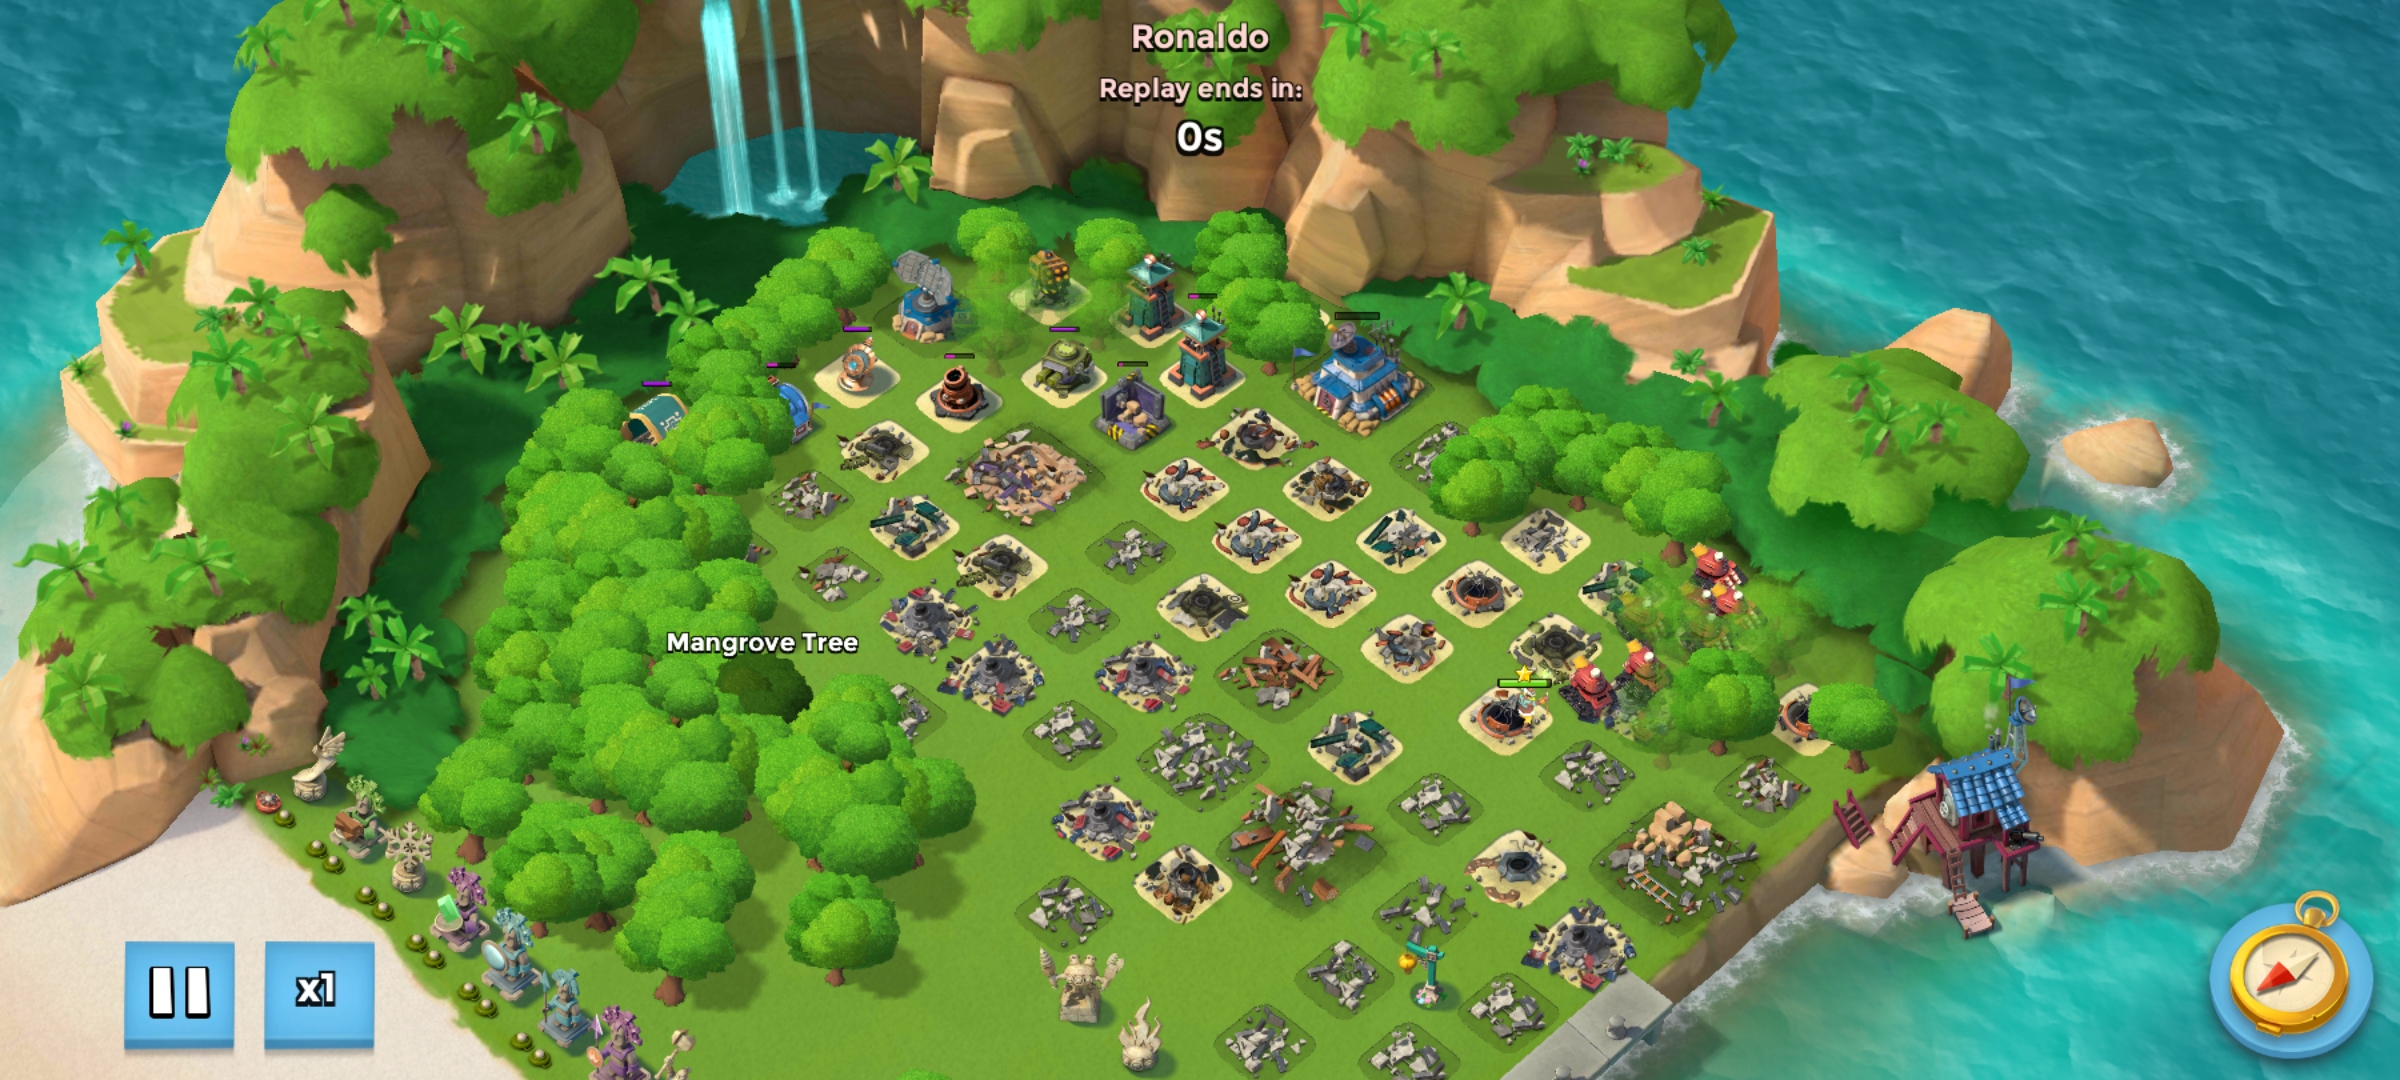 Ronaldo
Replay ends in:
0s
Mangrove Tree
x1